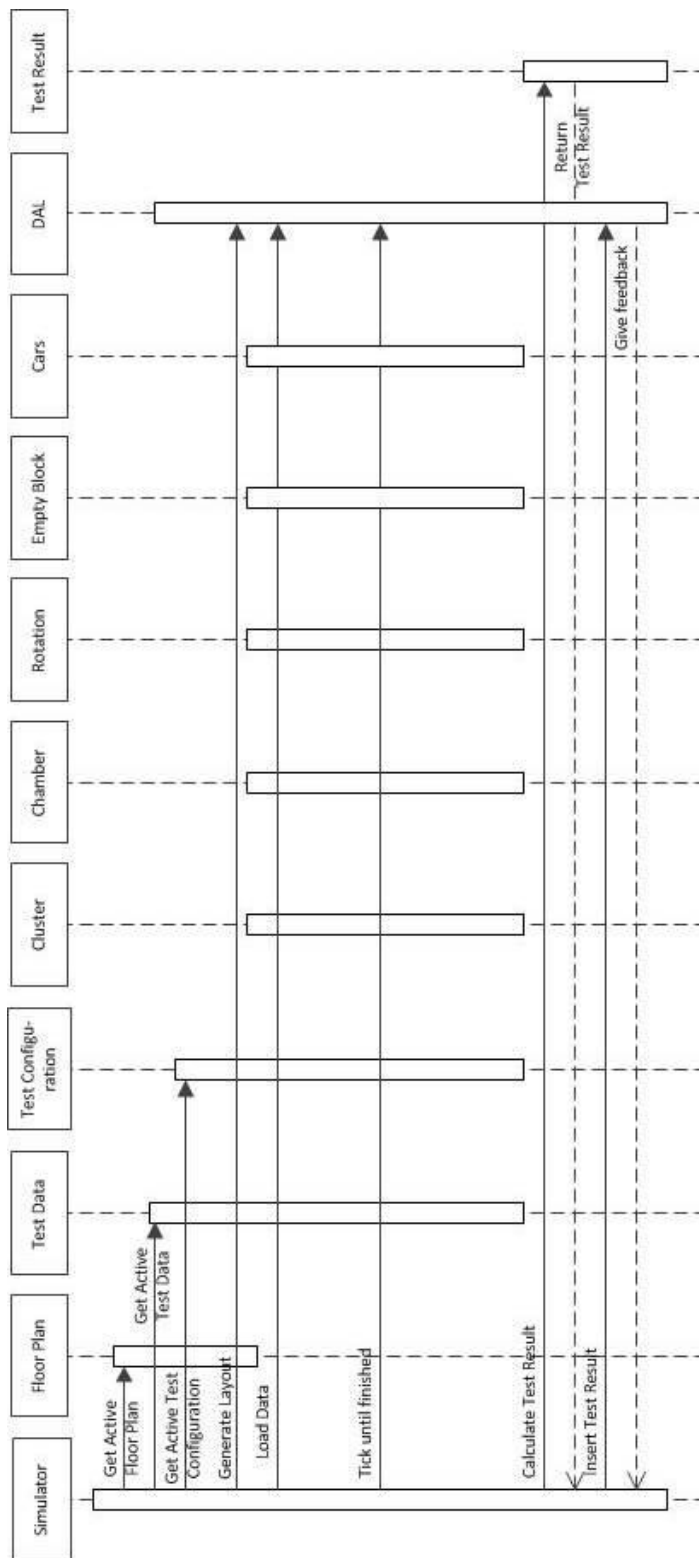 Simulator
Floor Plan
Test Data
Test Configu-
ration
Cluster
Chamber
Rotation
Empty Block
Cars
DAL
Test Result
Get Active
Floor Plan
Get Active
Test Data
Get Active Test
Configuration
Generate Layout
Load Data
Tick until finished
Calculate Test Result
Return
Test Result
Insert Test Result
Give feedback